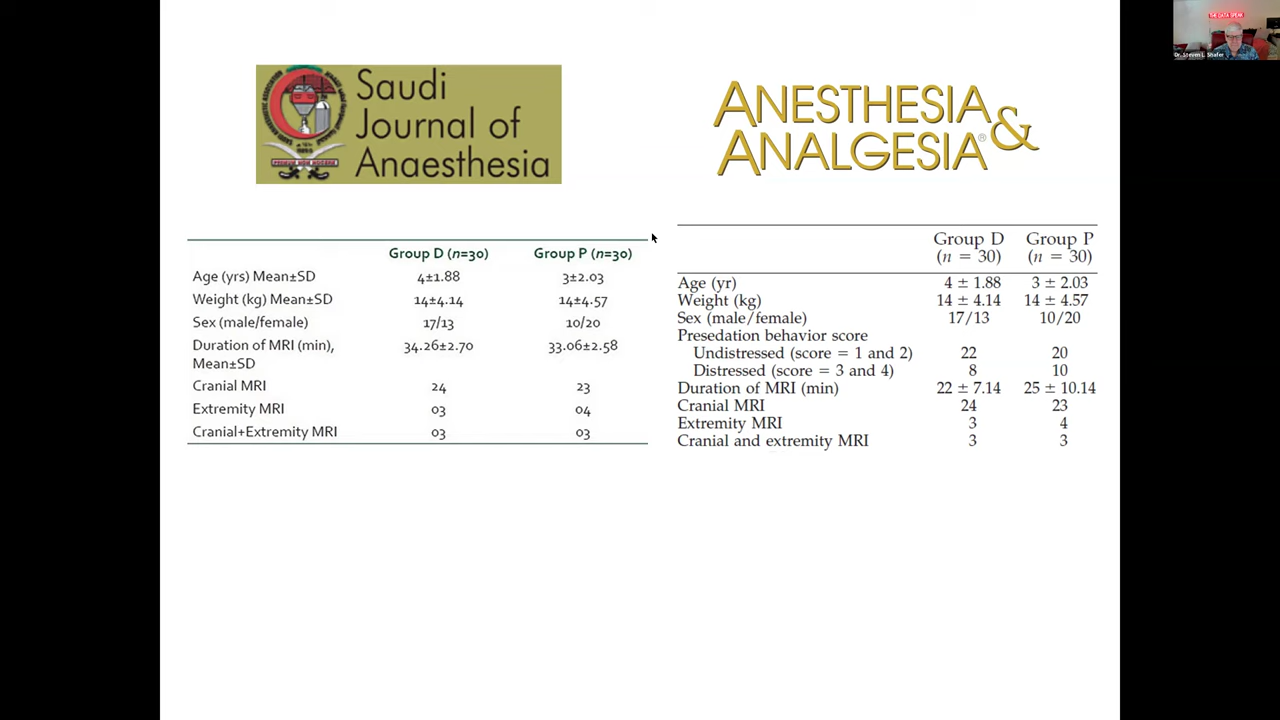 THE DATA SPEAK
Dr. Steven L. Shafer
Saudi
Journal of
Anaesthesia
ANESTHESIA
&
ANALGESIA®
Group D (n=30) Group P (n=30)
Age (yrs) Mean±SD 4±1.88 3±2.03
Weight (kg) Mean±SD 14±4.14 14±4.57
Sex (male/female) 17/13 10/20
Duration of MRI (min), 34.26±2.70 33.06±2.58
Mean±SD
Cranial MRI 24 23
Extremity MRI 03 04
Cranial+Extremity MRI 03 03
Group D Group P
(n = 30) (n = 30)
Age (yr) 4 ± 1.88 3 ± 2.03
Weight (kg) 14 ± 4.14 14 ± 4.57
Sex (male/female) 17/13 10/20
Presedation behavior score
Undistressed (score = 1 and 2) 22 20
Distressed (score = 3 and 4) 8 10
Duration of MRI (min) 22 ± 7.14 25 ± 10.14
Cranial MRI 24 23
Extremity MRI 3 4
Cranial and extremity MRI 3 3